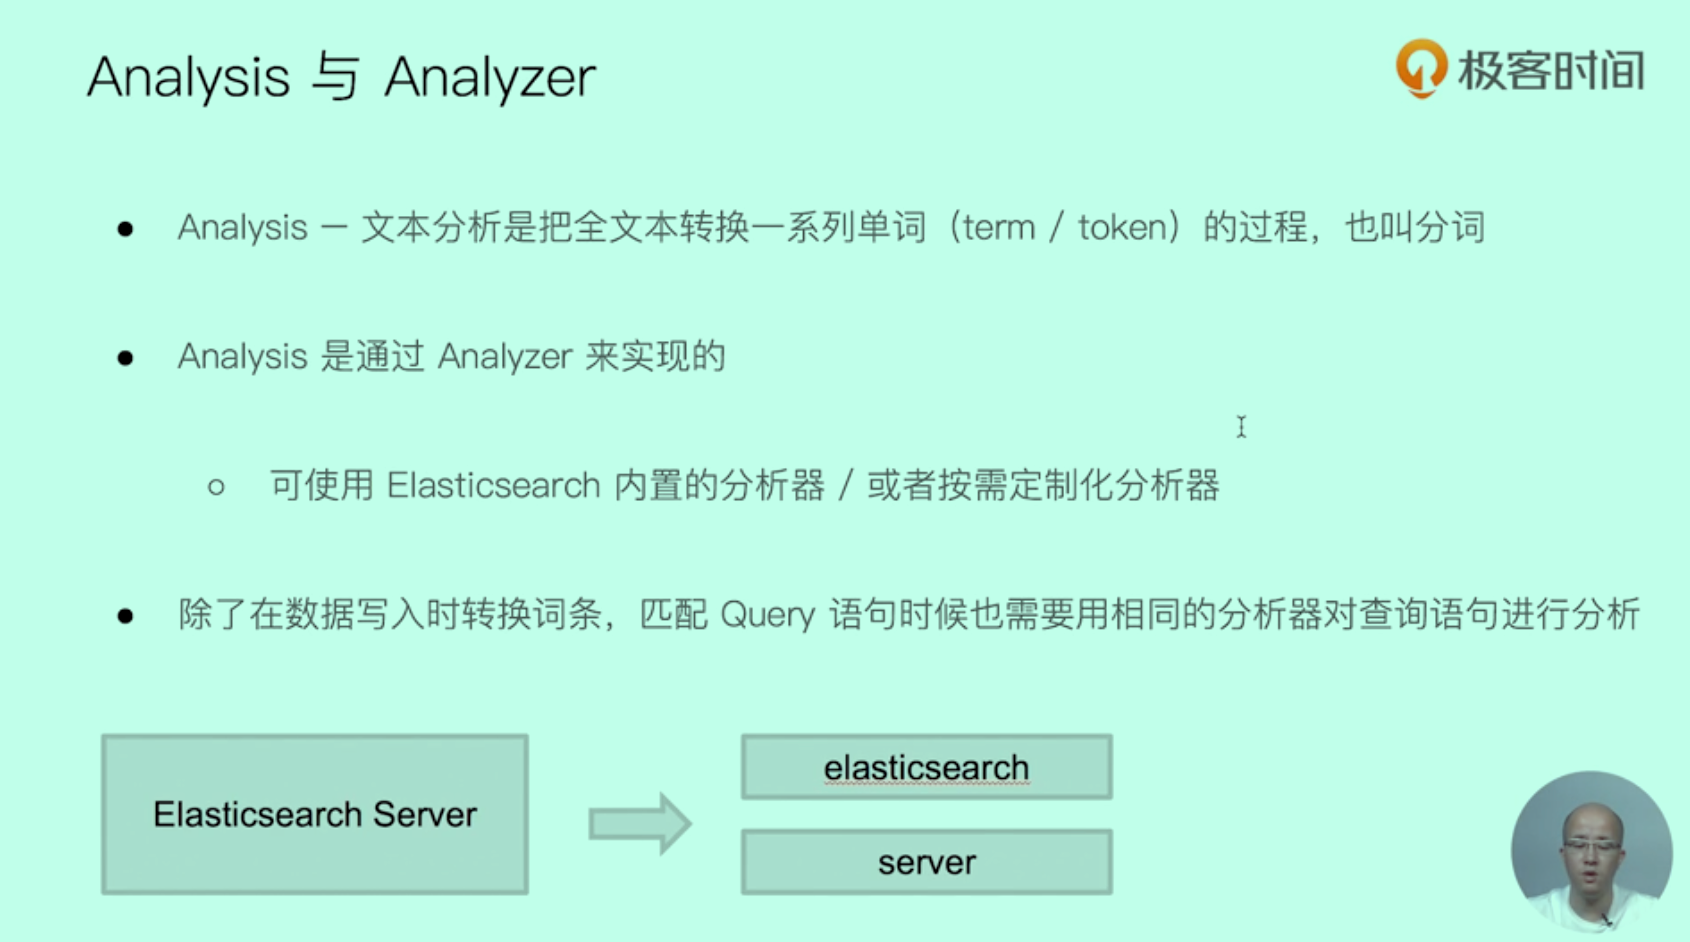 Analysis 与 Analyzer
极客时间
Analysis — 文本分析是把全文本转换一系列单词（term / token）的过程，也叫分词
Analysis 是通过 Analyzer 来实现的
可使用 Elasticsearch 内置的分析器 / 或者按需定制化分析器
除了在数据写入时转换词条，匹配 Query 语句时候也需要用相同的分析器对查询语句进行分析
Elasticsearch Server
elasticsearch
server